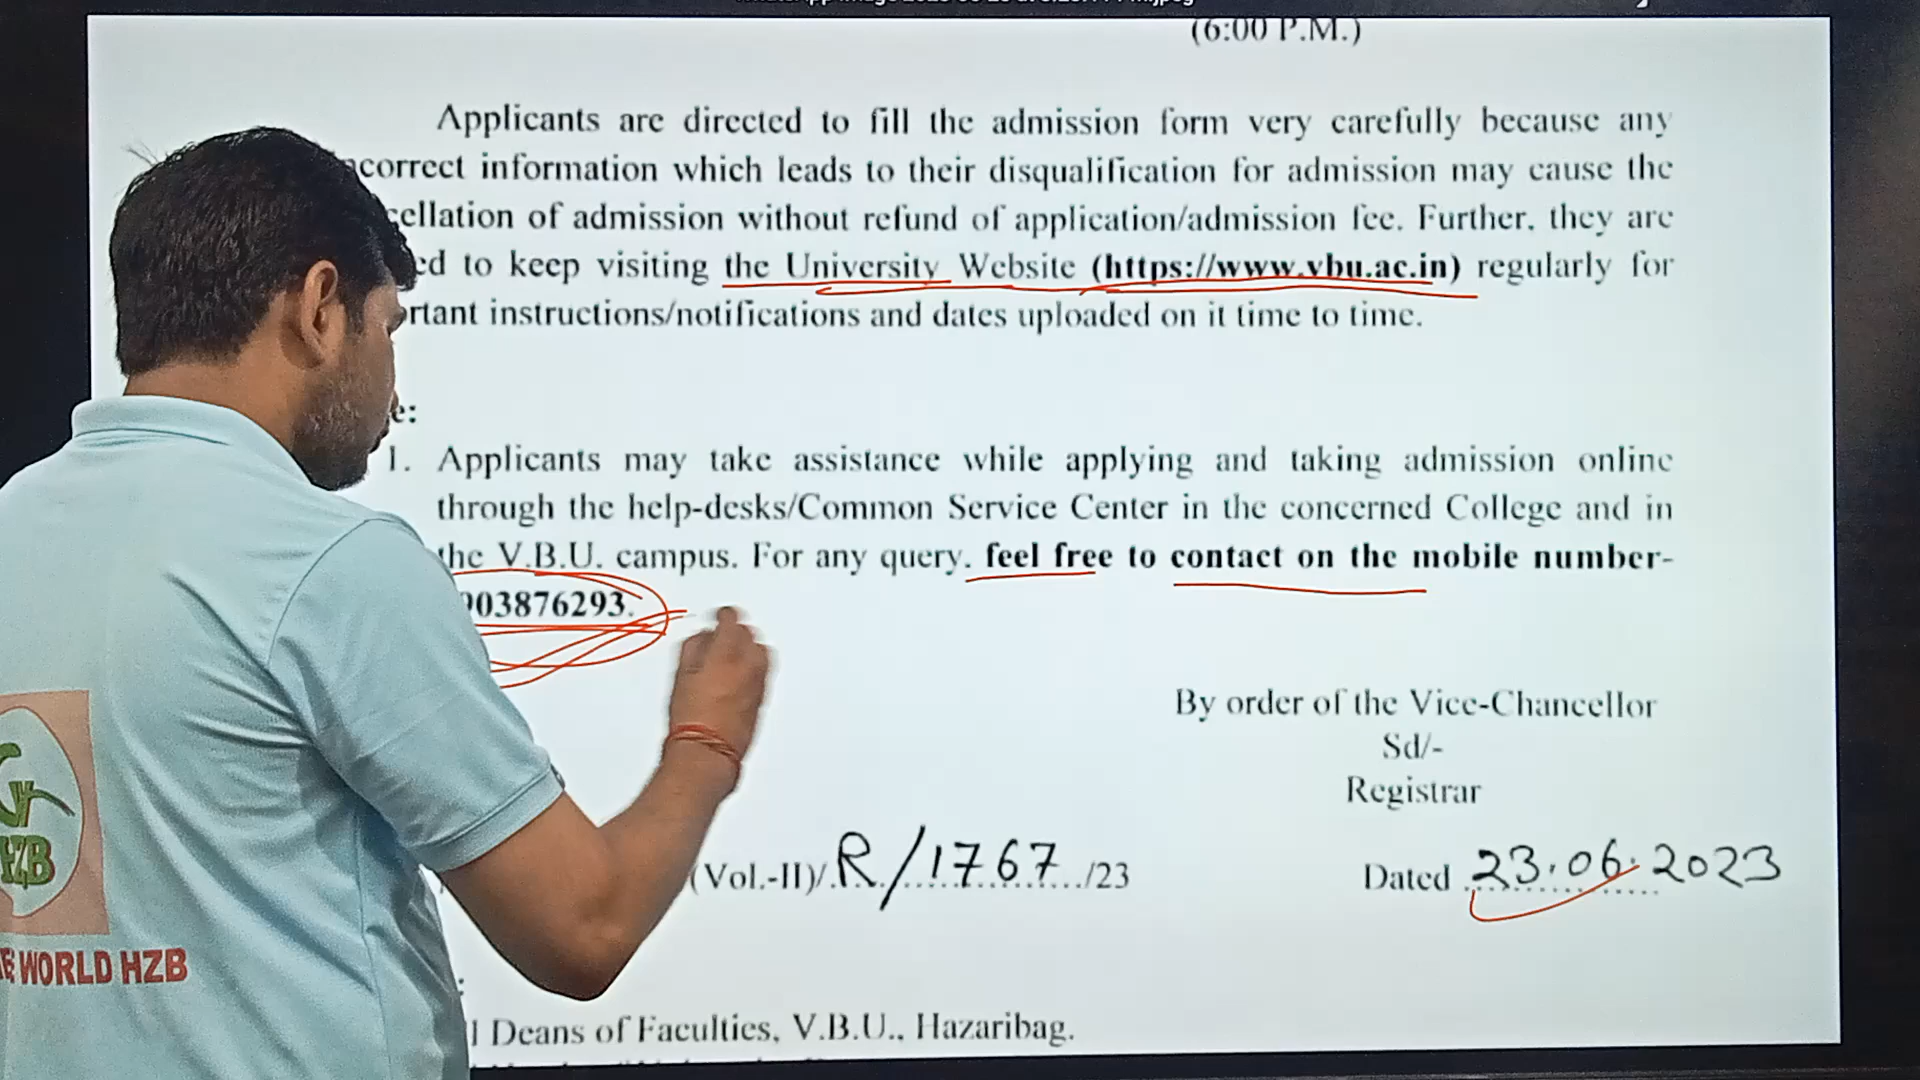 (6:00 P.M.)
Applicants are directed to fill the admission form very carefully because any
correct information which leads to their disqualification for admission may cause the
cellation of admission without refund of application/admission fee. Further, they are
ed to keep visiting the University Website (https://www.vbu.ac.in) regularly for
rtant instructions/notifications and dates uploaded on it time to time.
e:
1. Applicants may take assistance while applying and taking admission online
through the help-desks/Common Service Center in the concerned College and in
the V.B.U. campus. For any query, feel free to contact on the mobile number-
03876293.
By order of the Vice-Chancellor
Sd/-
Registrar
(Vol.-II)/ R/1767 /23
Dated 23.06.2023
l Deans of Faculties, V.B.U., Hazaribag.
HZB
WORLD HZB